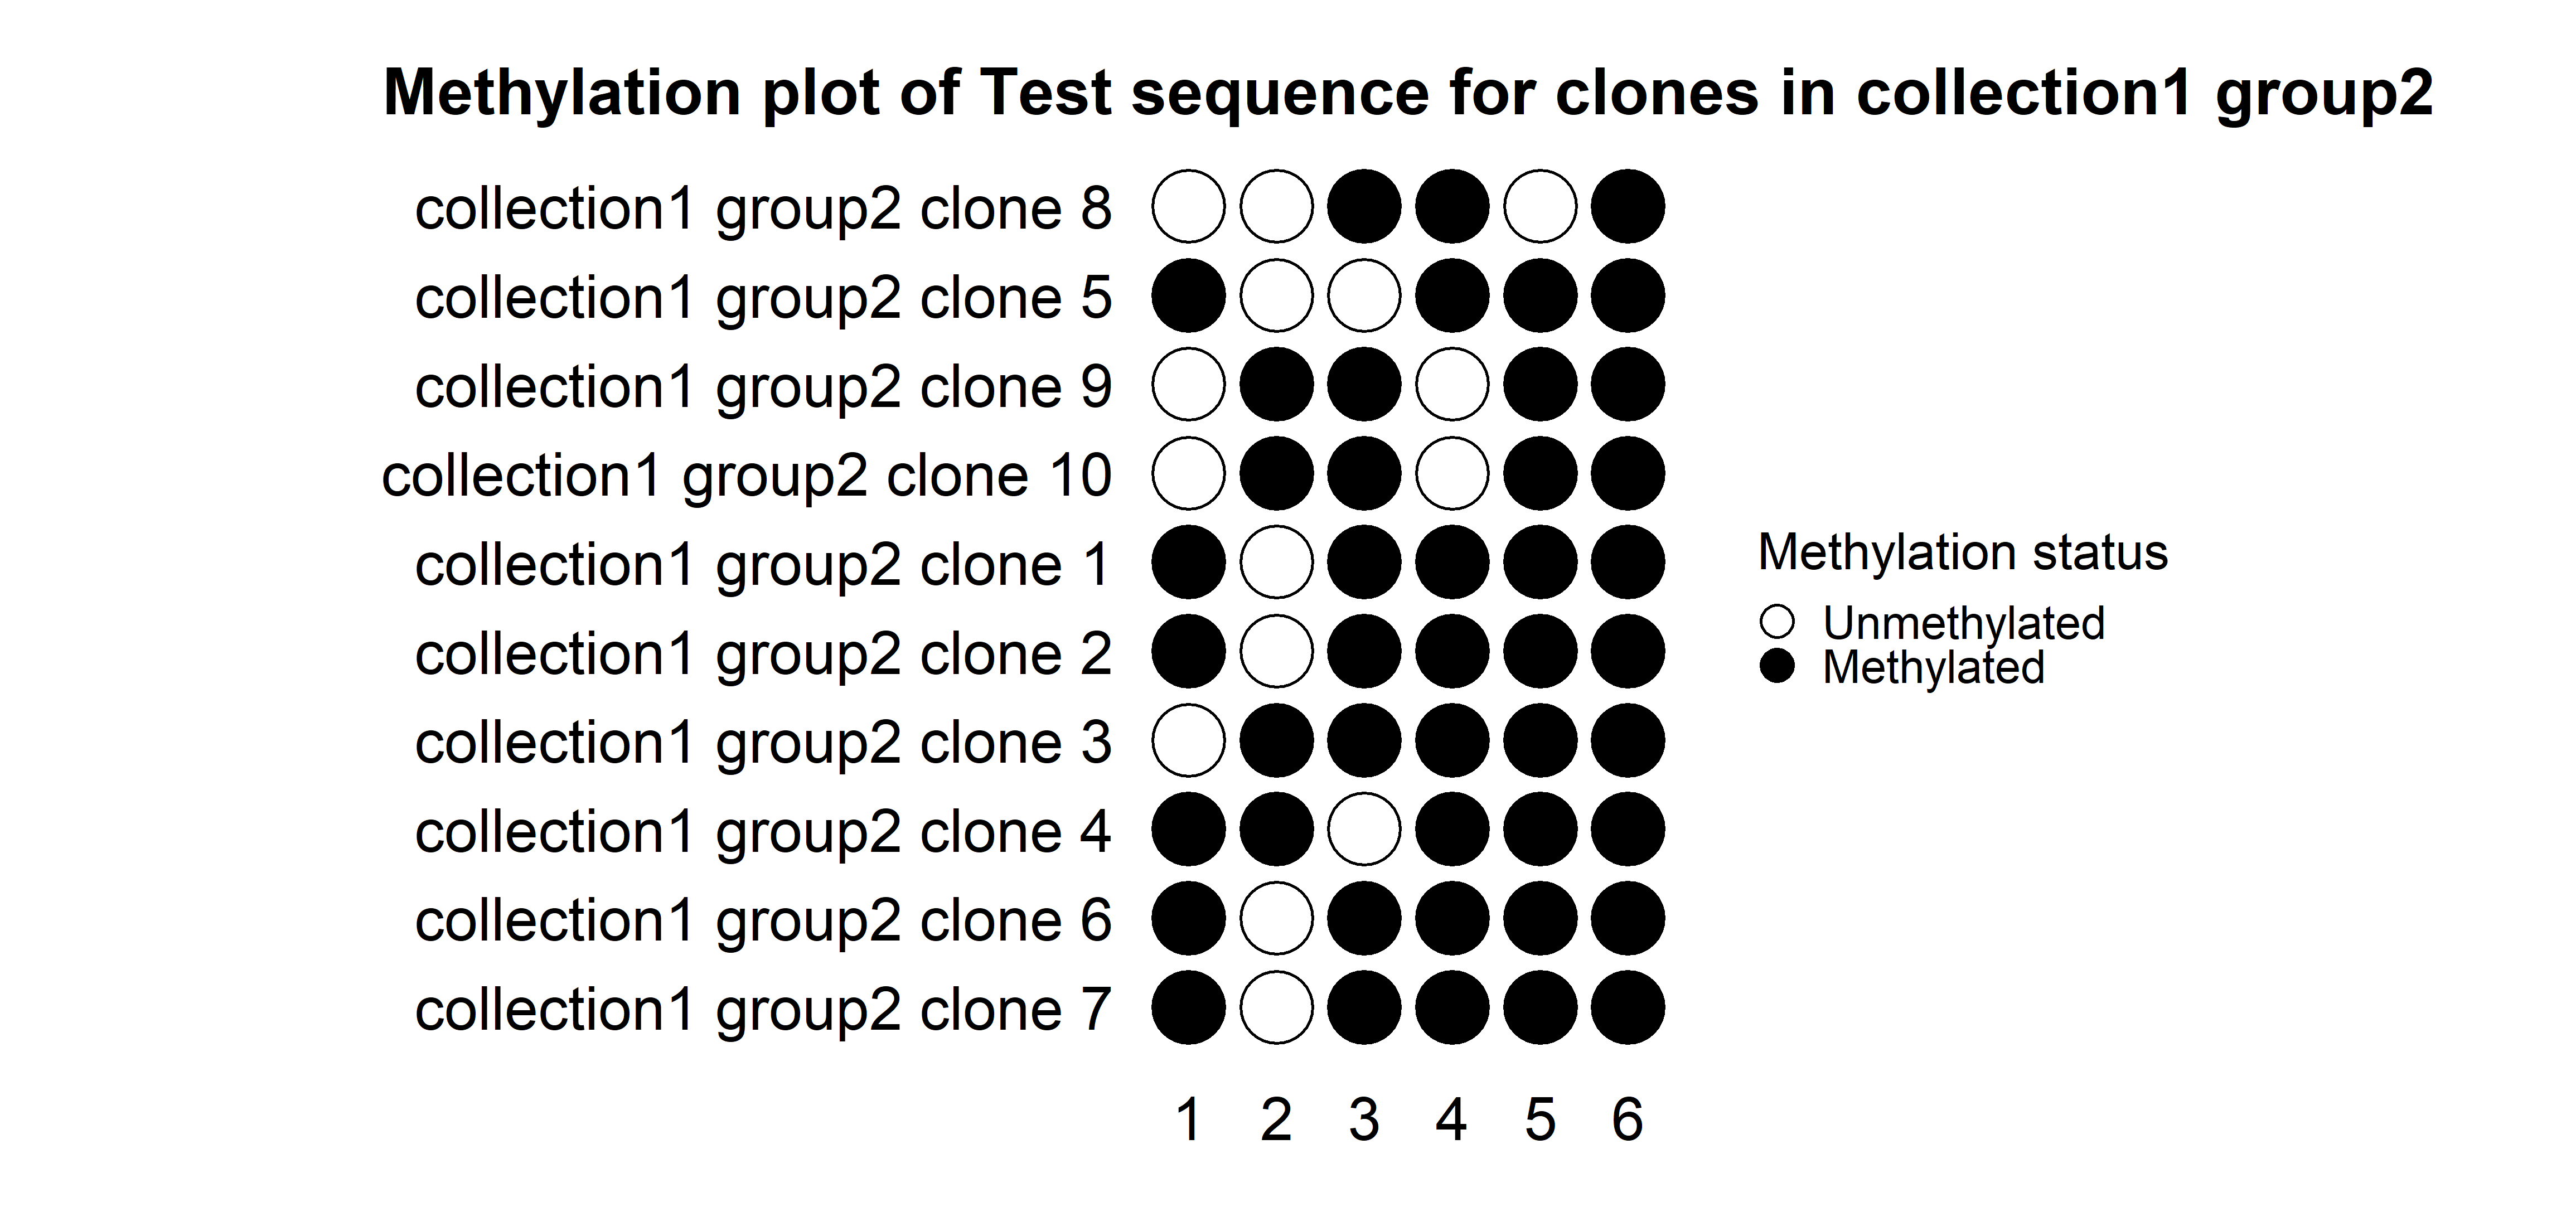 Methylation plot of Test sequence for clones in collection1 group2
collection1 group2 clone 8
collection1 group2 clone 5
collection1 group2 clone 9
collection1 group2 clone 10
collection1 group2 clone 1
collection1 group2 clone 2
collection1 group2 clone 3
collection1 group2 clone 4
collection1 group2 clone 6
collection1 group2 clone 7
1 2 3 4 5 6
Methylation status
Unmethylated
Methylated